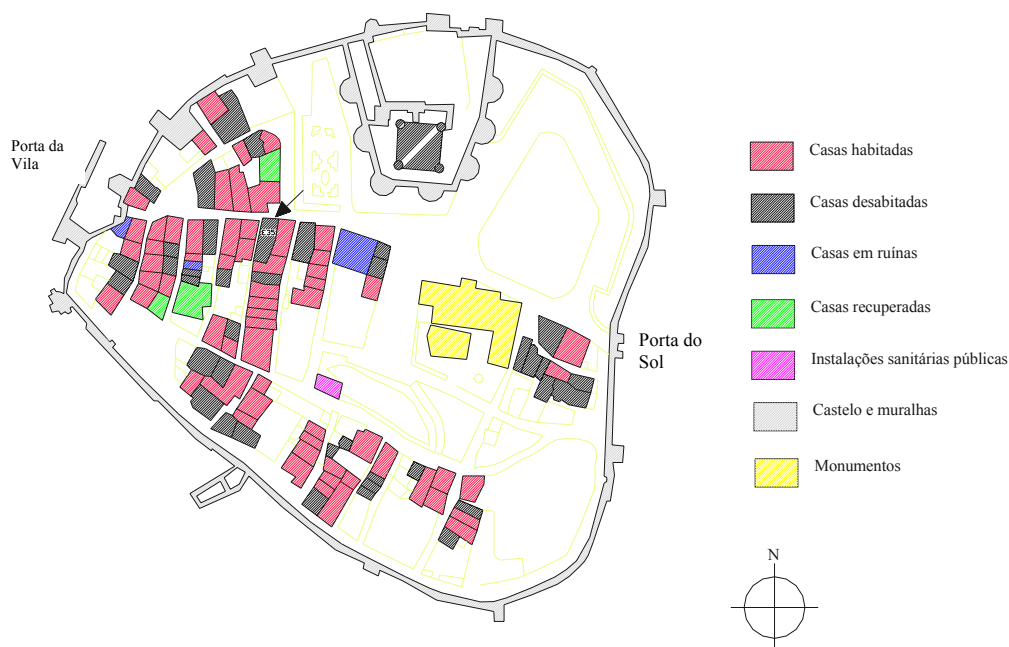 Porta da
Vila
C35
Porta do
Sol
Casas habitadas
Casas desabitadas
Casas em ruínas
Casas recuperadas
Instalações sanitárias públicas
Castelo e muralhas
Monumentos
N